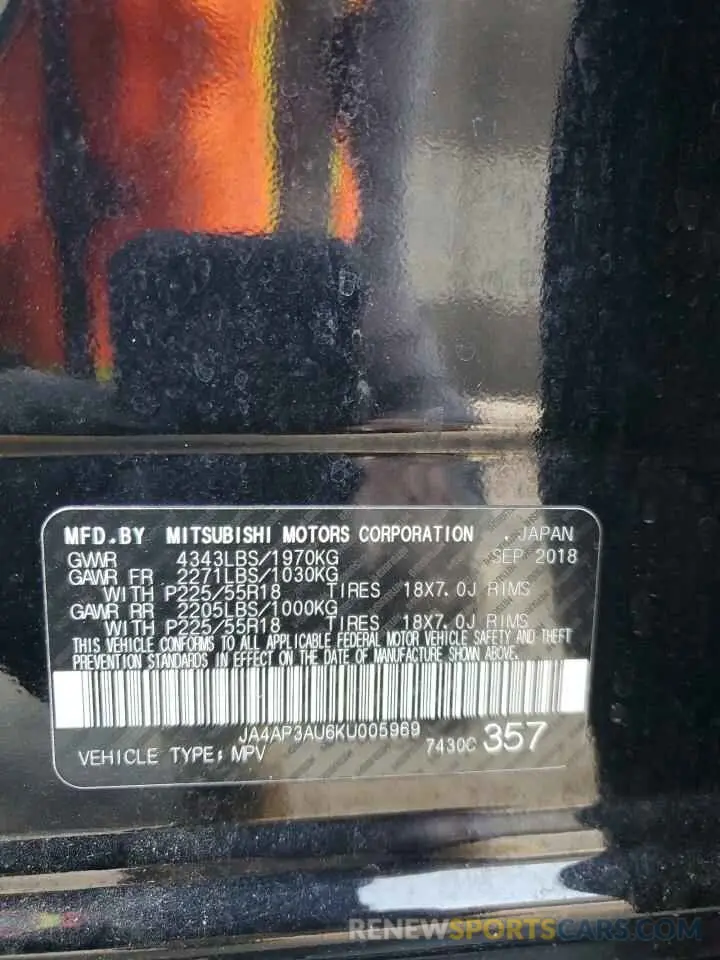 MFD.BY MITSUBISHI MOTORS CORPORATION , JAPAN
GVWR 4343LBS/1970KG SEP 2018
GAWR FR 2271LBS/1030KG
WITH P225/55R18 TIRES 18X7.0J RIMS
GAWR RR 2205LBS/1000KG
WITH P225/55R18 TIRES 18X7.0J RIMS
THIS VEHICLE CONFORMS TO ALL APPLICABLE FEDERAL MOTOR VEHICLE SAFETY AND THEFT
PREVENTION STANDARDS IN EFFECT ON THE DATE OF MANUFACTURE SHOWN ABOVE.
JA4AP3AU6KU005969
VEHICLE TYPE: MPV 7430C 357
RENEWSPORTSCARS.COM